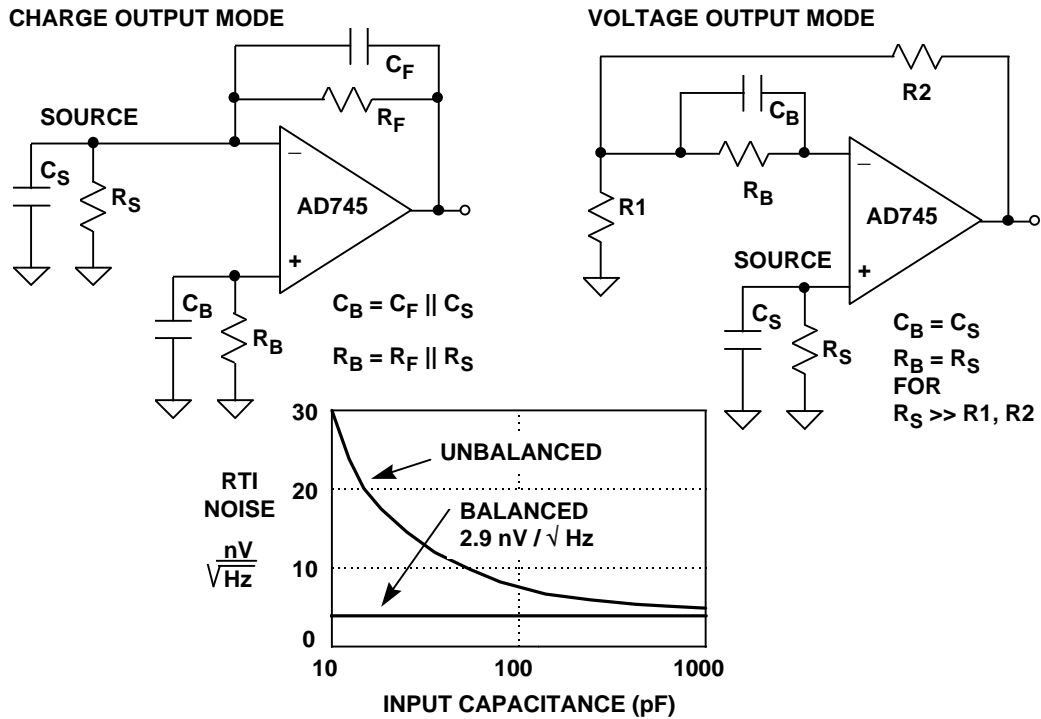 CHARGE OUTPUT MODE
C_F
R_F
SOURCE
C_S
R_S
−
AD745
+
C_B
R_B
C_B = C_F || C_S
R_B = R_F || R_S
VOLTAGE OUTPUT MODE
R2
C_B
R_B
R1
−
AD745
+
SOURCE
C_S
R_S
C_B = C_S
R_B = R_S
FOR
R_S >> R1, R2
30
20
10
0
RTI
NOISE
nV
√Hz
UNBALANCED
BALANCED
2.9 nV / √ Hz
10
100
1000
INPUT CAPACITANCE (pF)